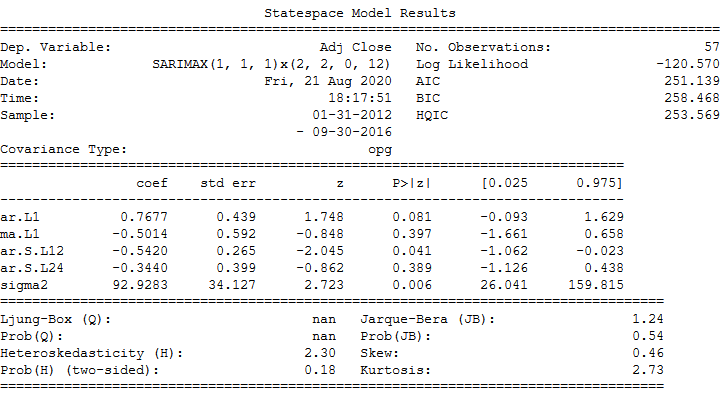 Statespace Model Results
==========================================================================================
Dep. Variable: Adj Close No. Observations: 57
Model: SARIMAX(1, 1, 1)x(2, 2, 0, 12) Log Likelihood -120.570
Date: Fri, 21 Aug 2020 AIC 251.139
Time: 18:17:51 BIC 258.468
Sample: 01-31-2012 HQIC 253.569
- 09-30-2016
Covariance Type: opg
==============================================================================
coef std err z P>|z| [0.025 0.975]
------------------------------------------------------------------------------
ar.L1 0.7677 0.439 1.748 0.081 -0.093 1.629
ma.L1 -0.5014 0.592 -0.848 0.397 -1.661 0.658
ar.S.L12 -0.5420 0.265 -2.045 0.041 -1.062 -0.023
ar.S.L24 -0.3440 0.399 -0.862 0.389 -1.126 0.438
sigma2 92.9283 34.127 2.723 0.006 26.041 159.815
===================================================================================
Ljung-Box (Q): nan Jarque-Bera (JB): 1.24
Prob(Q): nan Prob(JB): 0.54
Heteroskedasticity (H): 2.30 Skew: 0.46
Prob(H) (two-sided): 0.18 Kurtosis: 2.73
===================================================================================